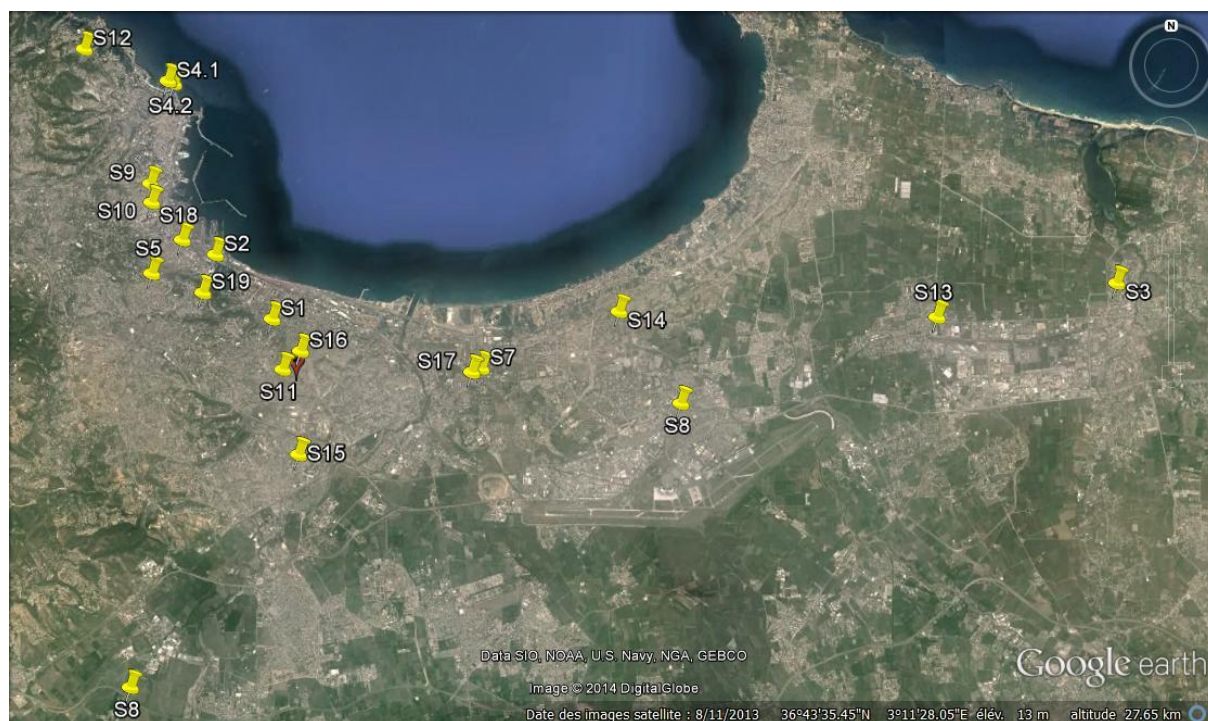 N
S12
S4.1
S4.2
S9
S10
S18
S5
S2
S19
S1
S16
S11
S17
S7
S14
S13
S3
S8
S15
S8
Data SIO, NOAA, U.S. Navy, NGA, GEBCO
Image © 2014 DigitalGlobe
Google earth
Date des images satellite : 8/11/2013 36°43'35.45"N 3°11'28.05"E élév. 13 m altitude 27.65 km